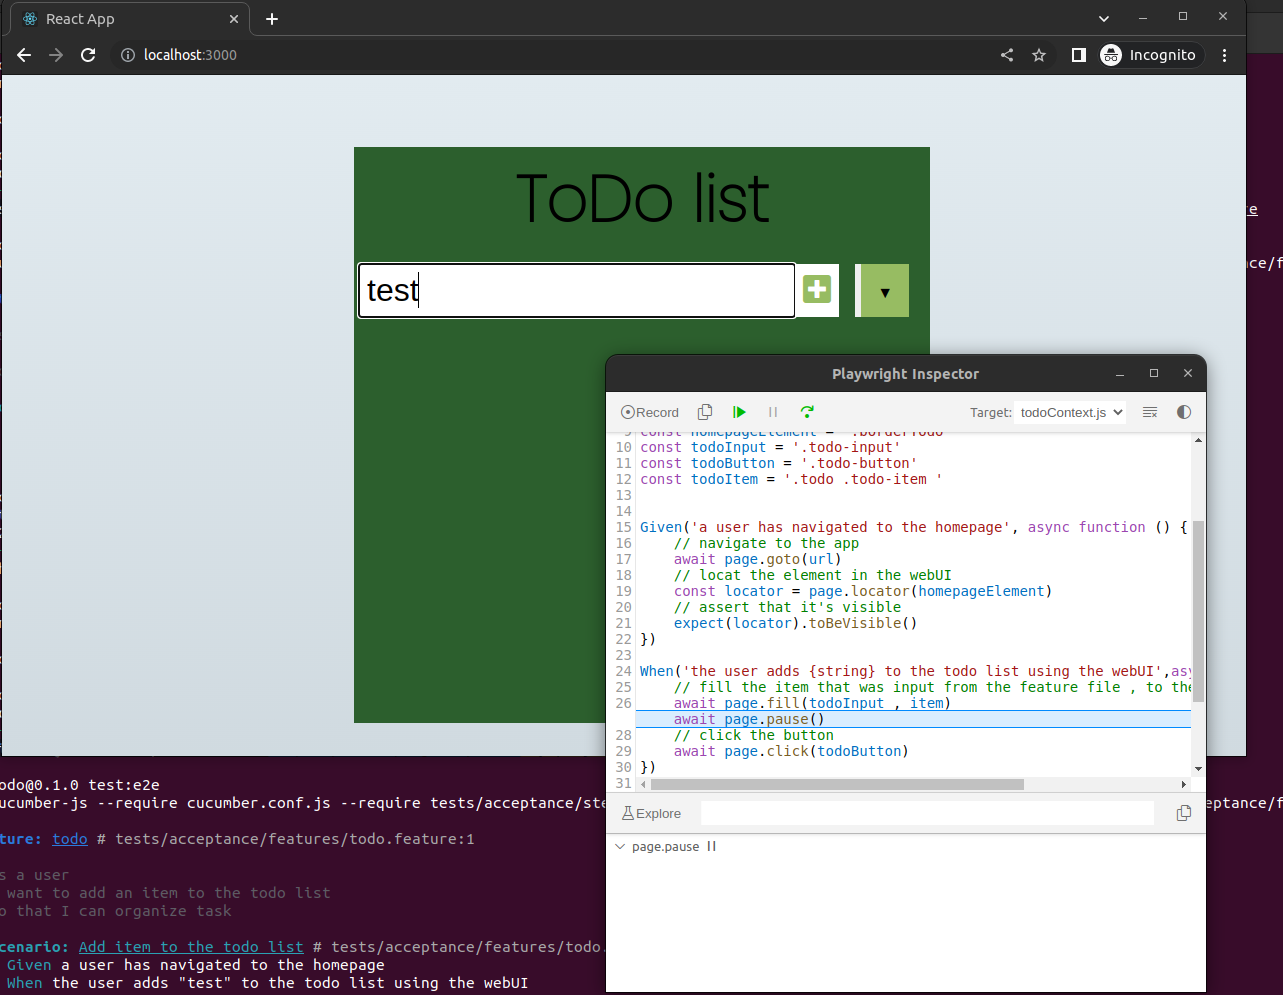 React App
localhost:3000
Incognito
ToDo list
test
re
ce/f
Playwright Inspector
Record
Target: todoContext.js
9 const homepageElement = '.borderTodo'
10 const todoInput = '.todo-input'
11 const todoButton = '.todo-button'
12 const todoItem = '.todo .todo-item '
13
14
15 Given('a user has navigated to the homepage', async function () {
16 // navigate to the app
17 await page.goto(url)
18 // locat the element in the webUI
19 const locator = page.locator(homepageElement)
20 // assert that it's visible
21 expect(locator).toBeVisible()
22 })
23
24 When('the user adds {string} to the todo list using the webUI',asy
25 // fill the item that was input from the feature file , to the
26 await page.fill(todoInput , item)
await page.pause()
28 // click the button
29 await page.click(todoButton)
30 })
31
Explore
page.pause
odo@0.1.0 test:e2e
ucumber-js --require cucumber.conf.js --require tests/acceptance/ste
eptance/f
ture: todo # tests/acceptance/features/todo.feature:1
s a user
want to add an item to the todo list
o that I can organize task
cenario: Add item to the todo list # tests/acceptance/features/todo.
Given a user has navigated to the homepage
When the user adds "test" to the todo list using the webUI